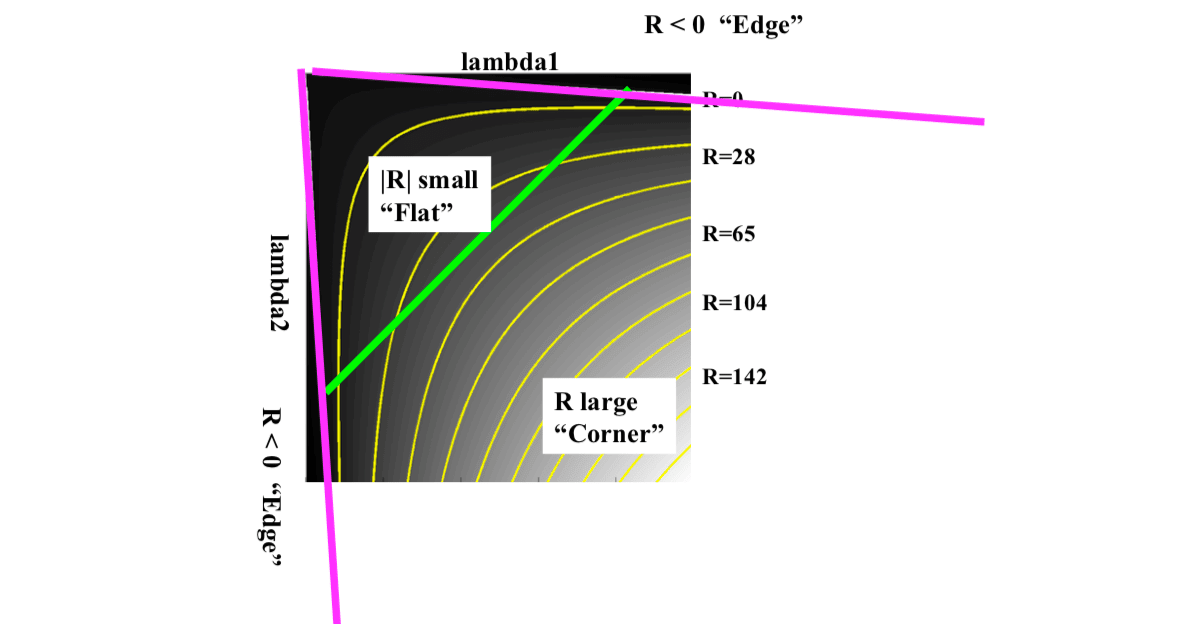 R < 0 “Edge”
lambda1
R=0
R=28
|R| small
“Flat”
R=65
lambda2
R=104
R=142
R large
“Corner”
R < 0 “Edge”